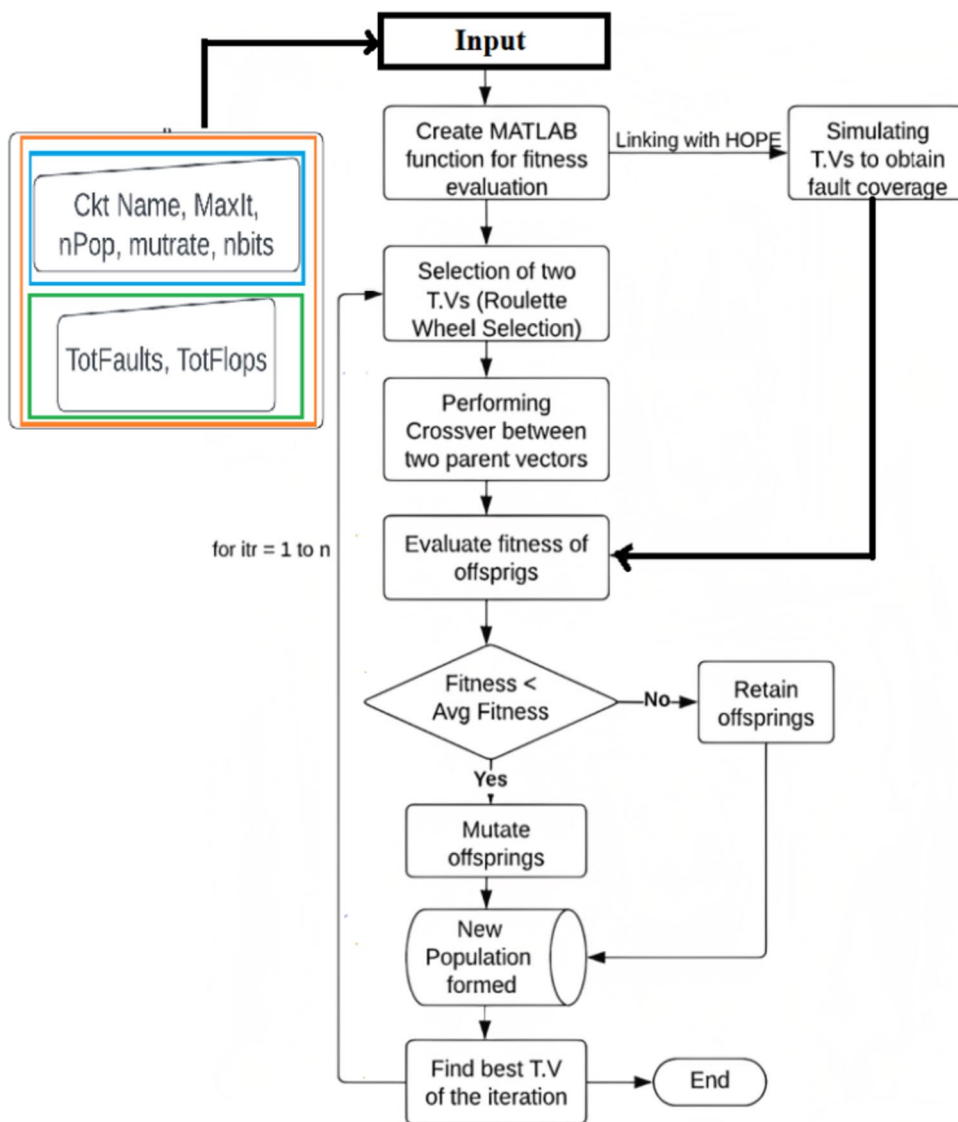 Input
Create MATLAB
function for fitness
evaluation
Linking with HOPE
Simulating
T.Vs to obtain
fault coverage
Ckt Name, MaxIt,
nPop, mutrate, nbits
TotFaults, TotFlops
Selection of two
T.Vs (Roulette
Wheel Selection)
Performing
Crossver between
two parent vectors
for itr = 1 to n
Evaluate fitness of
offsprigs
Fitness <
Avg Fitness
No
Retain
offsprings
Yes
Mutate
offsprings
New
Population
formed
Find best T.V
of the iteration
End